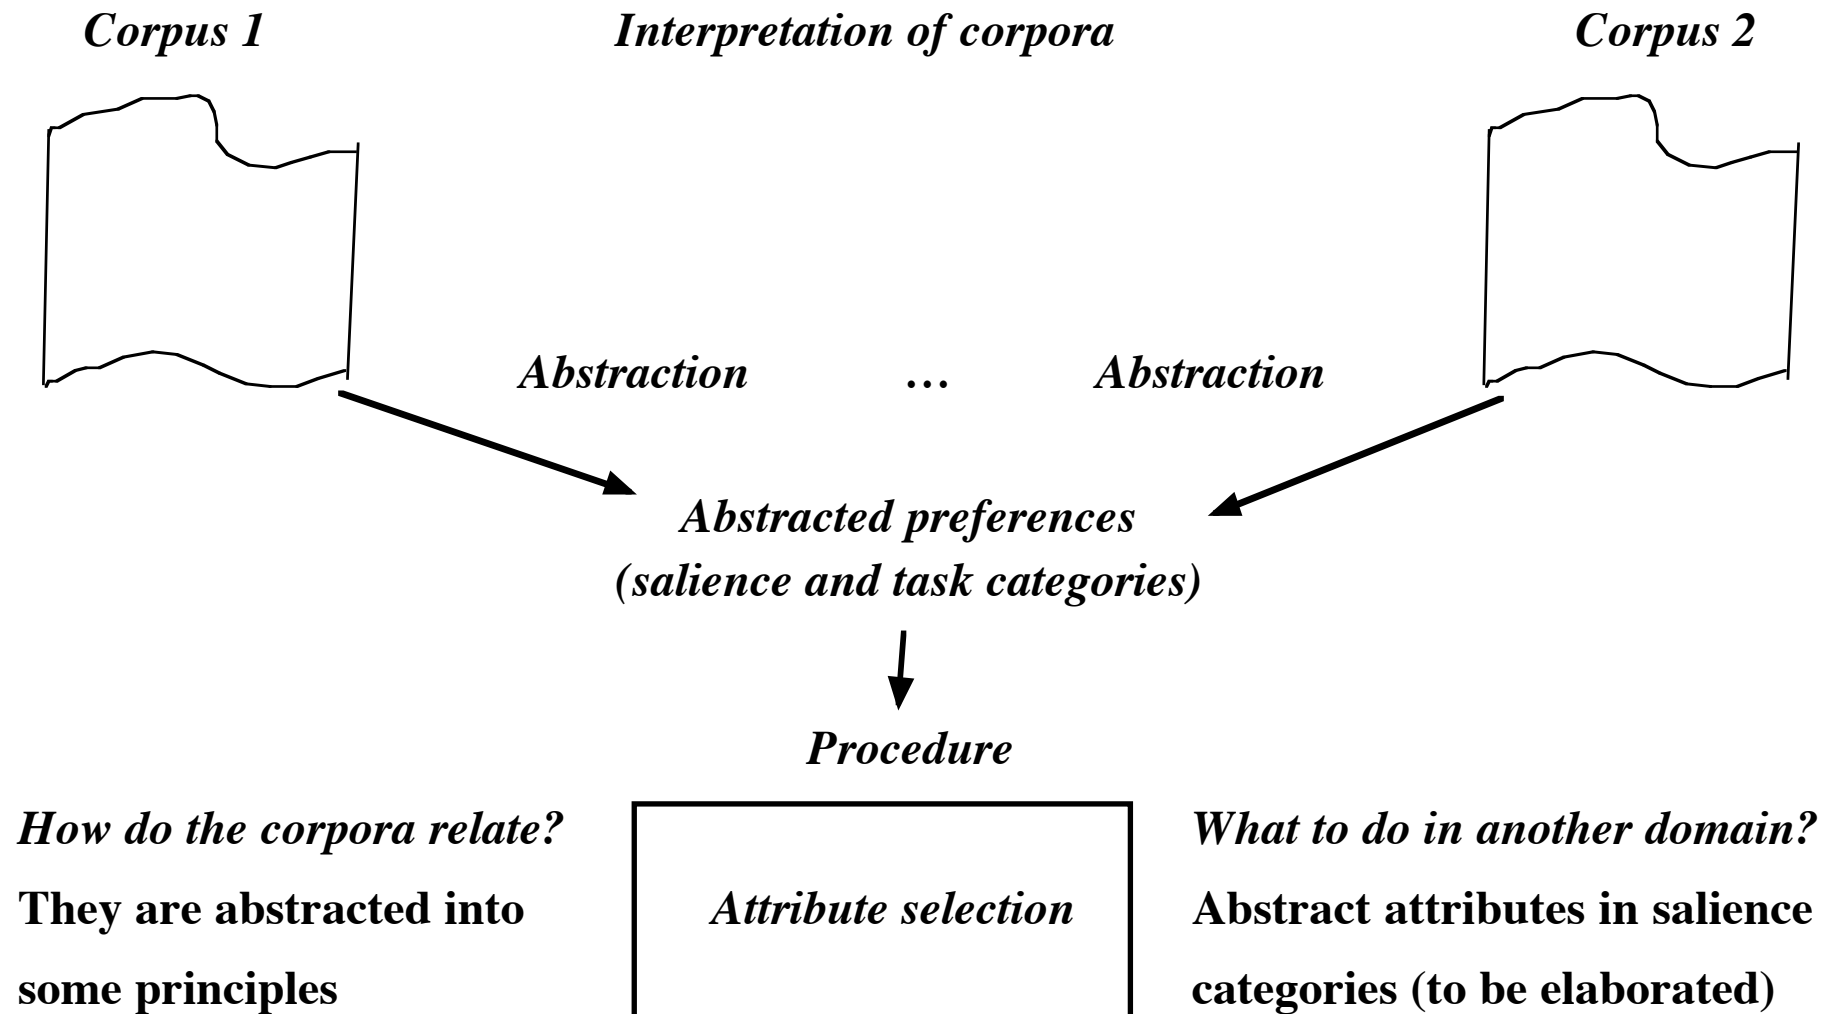 Corpus 1
Interpretation of corpora
Corpus 2
Abstraction
…
Abstraction
Abstracted preferences
(salience and task categories)
Procedure
How do the corpora relate?
They are abstracted into
some principles
Attribute selection
What to do in another domain?
Abstract attributes in salience
categories (to be elaborated)